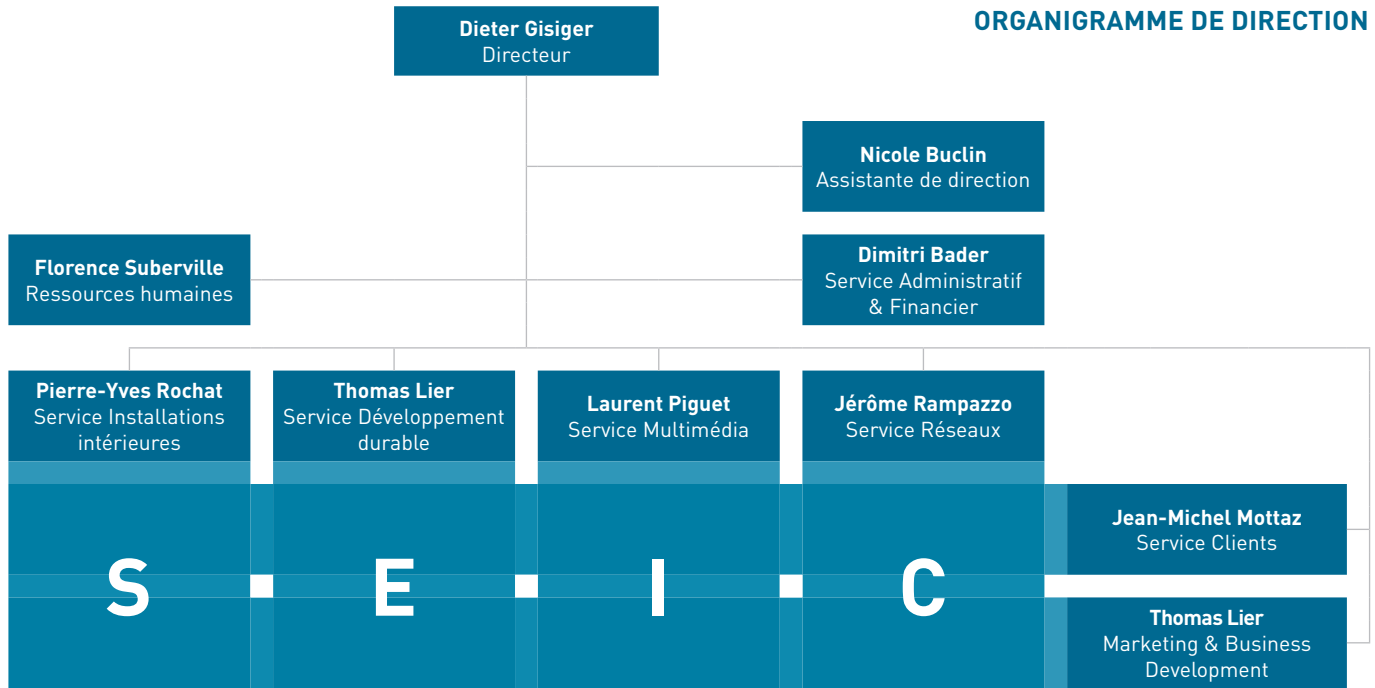 ORGANIGRAMME DE DIRECTION
Dieter Gisiger
Directeur
Nicole Buclin
Assistante de direction
Florence Suberville
Ressources humaines
Dimitri Bader
Service Administratif
& Financier
Pierre-Yves Rochat
Service Installations
intérieures
Thomas Lier
Service Développement
durable
Laurent Piguet
Service Multimédia
Jérôme Rampazzo
Service Réseaux
Jean-Michel Mottaz
Service Clients
S E I C
Thomas Lier
Marketing & Business
Development